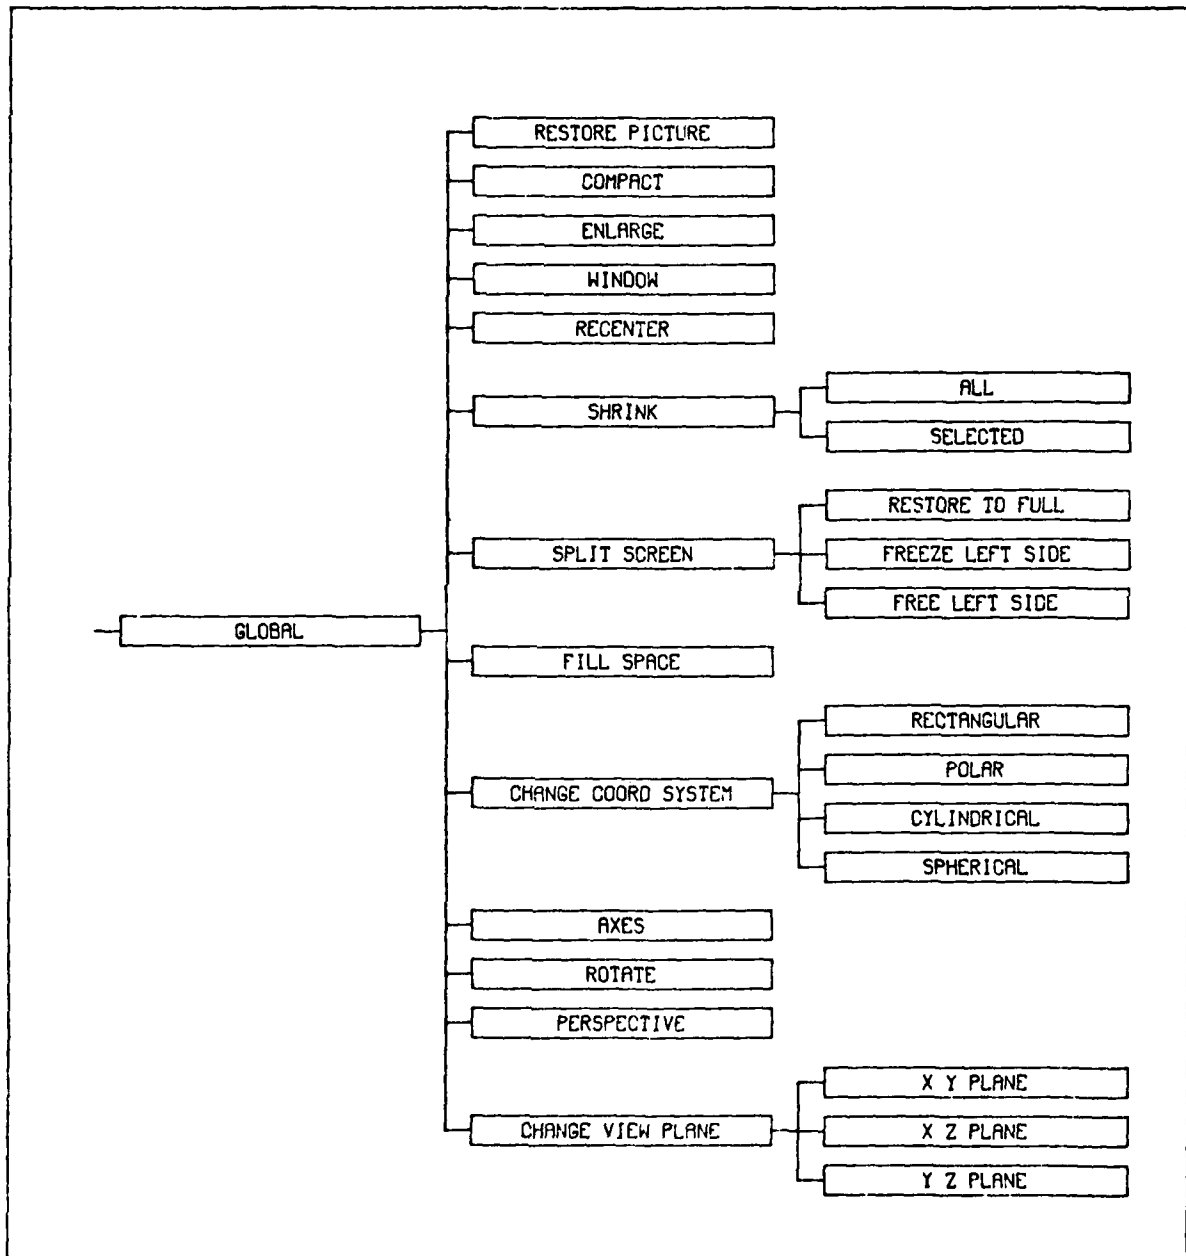 RESTORE PICTURE
COMPACT
ENLARGE
WINDOW
RECENTER
SHRINK
ALL
SELECTED
SPLIT SCREEN
RESTORE TO FULL
FREEZE LEFT SIDE
FREE LEFT SIDE
GLOBAL
FILL SPACE
CHANGE COORD SYSTEM
RECTANGULAR
POLAR
CYLINDRICAL
SPHERICAL
AXES
ROTATE
PERSPECTIVE
CHANGE VIEW PLANE
X Y PLANE
X Z PLANE
Y Z PLANE